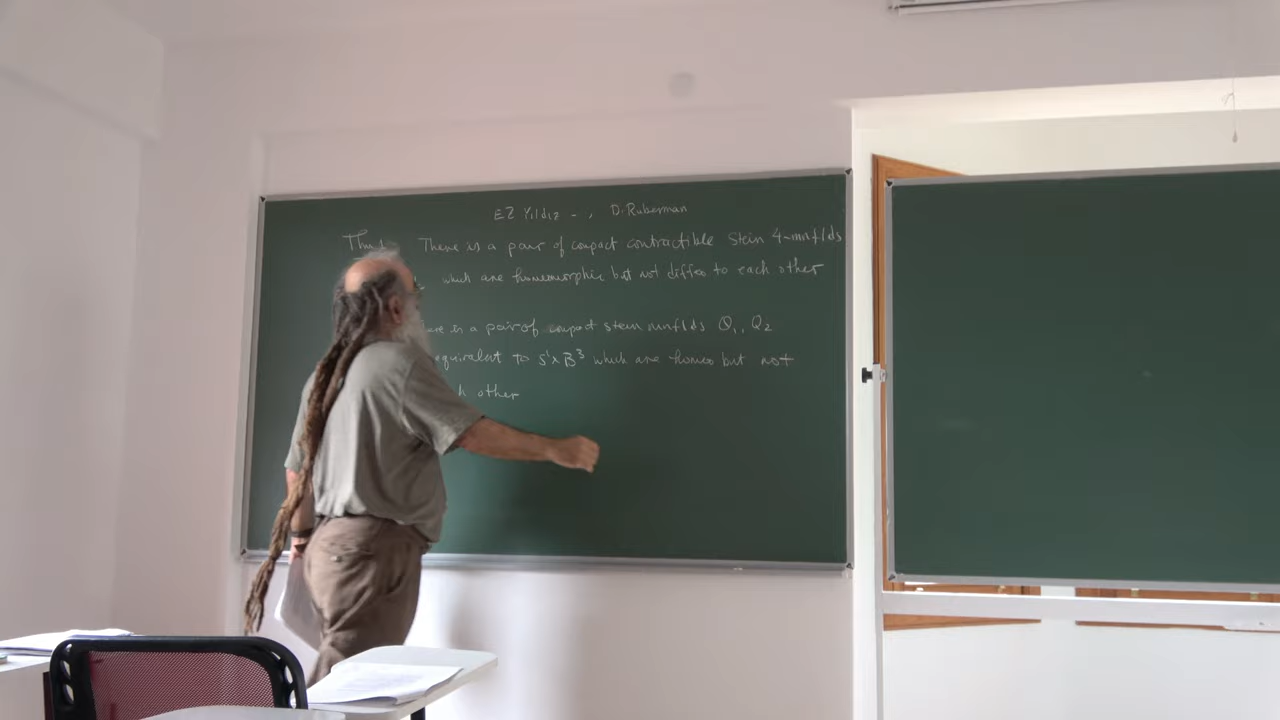 EZ Yildiz - , D. Ruberman
There is a pair of compact contractible Stein 4-mnflds
which are homeomorphic but not diffeo to each other
is a pair of compact stein mnflds Q₁, Q₂
equivalent to S¹×B³ which are homeo but not
other